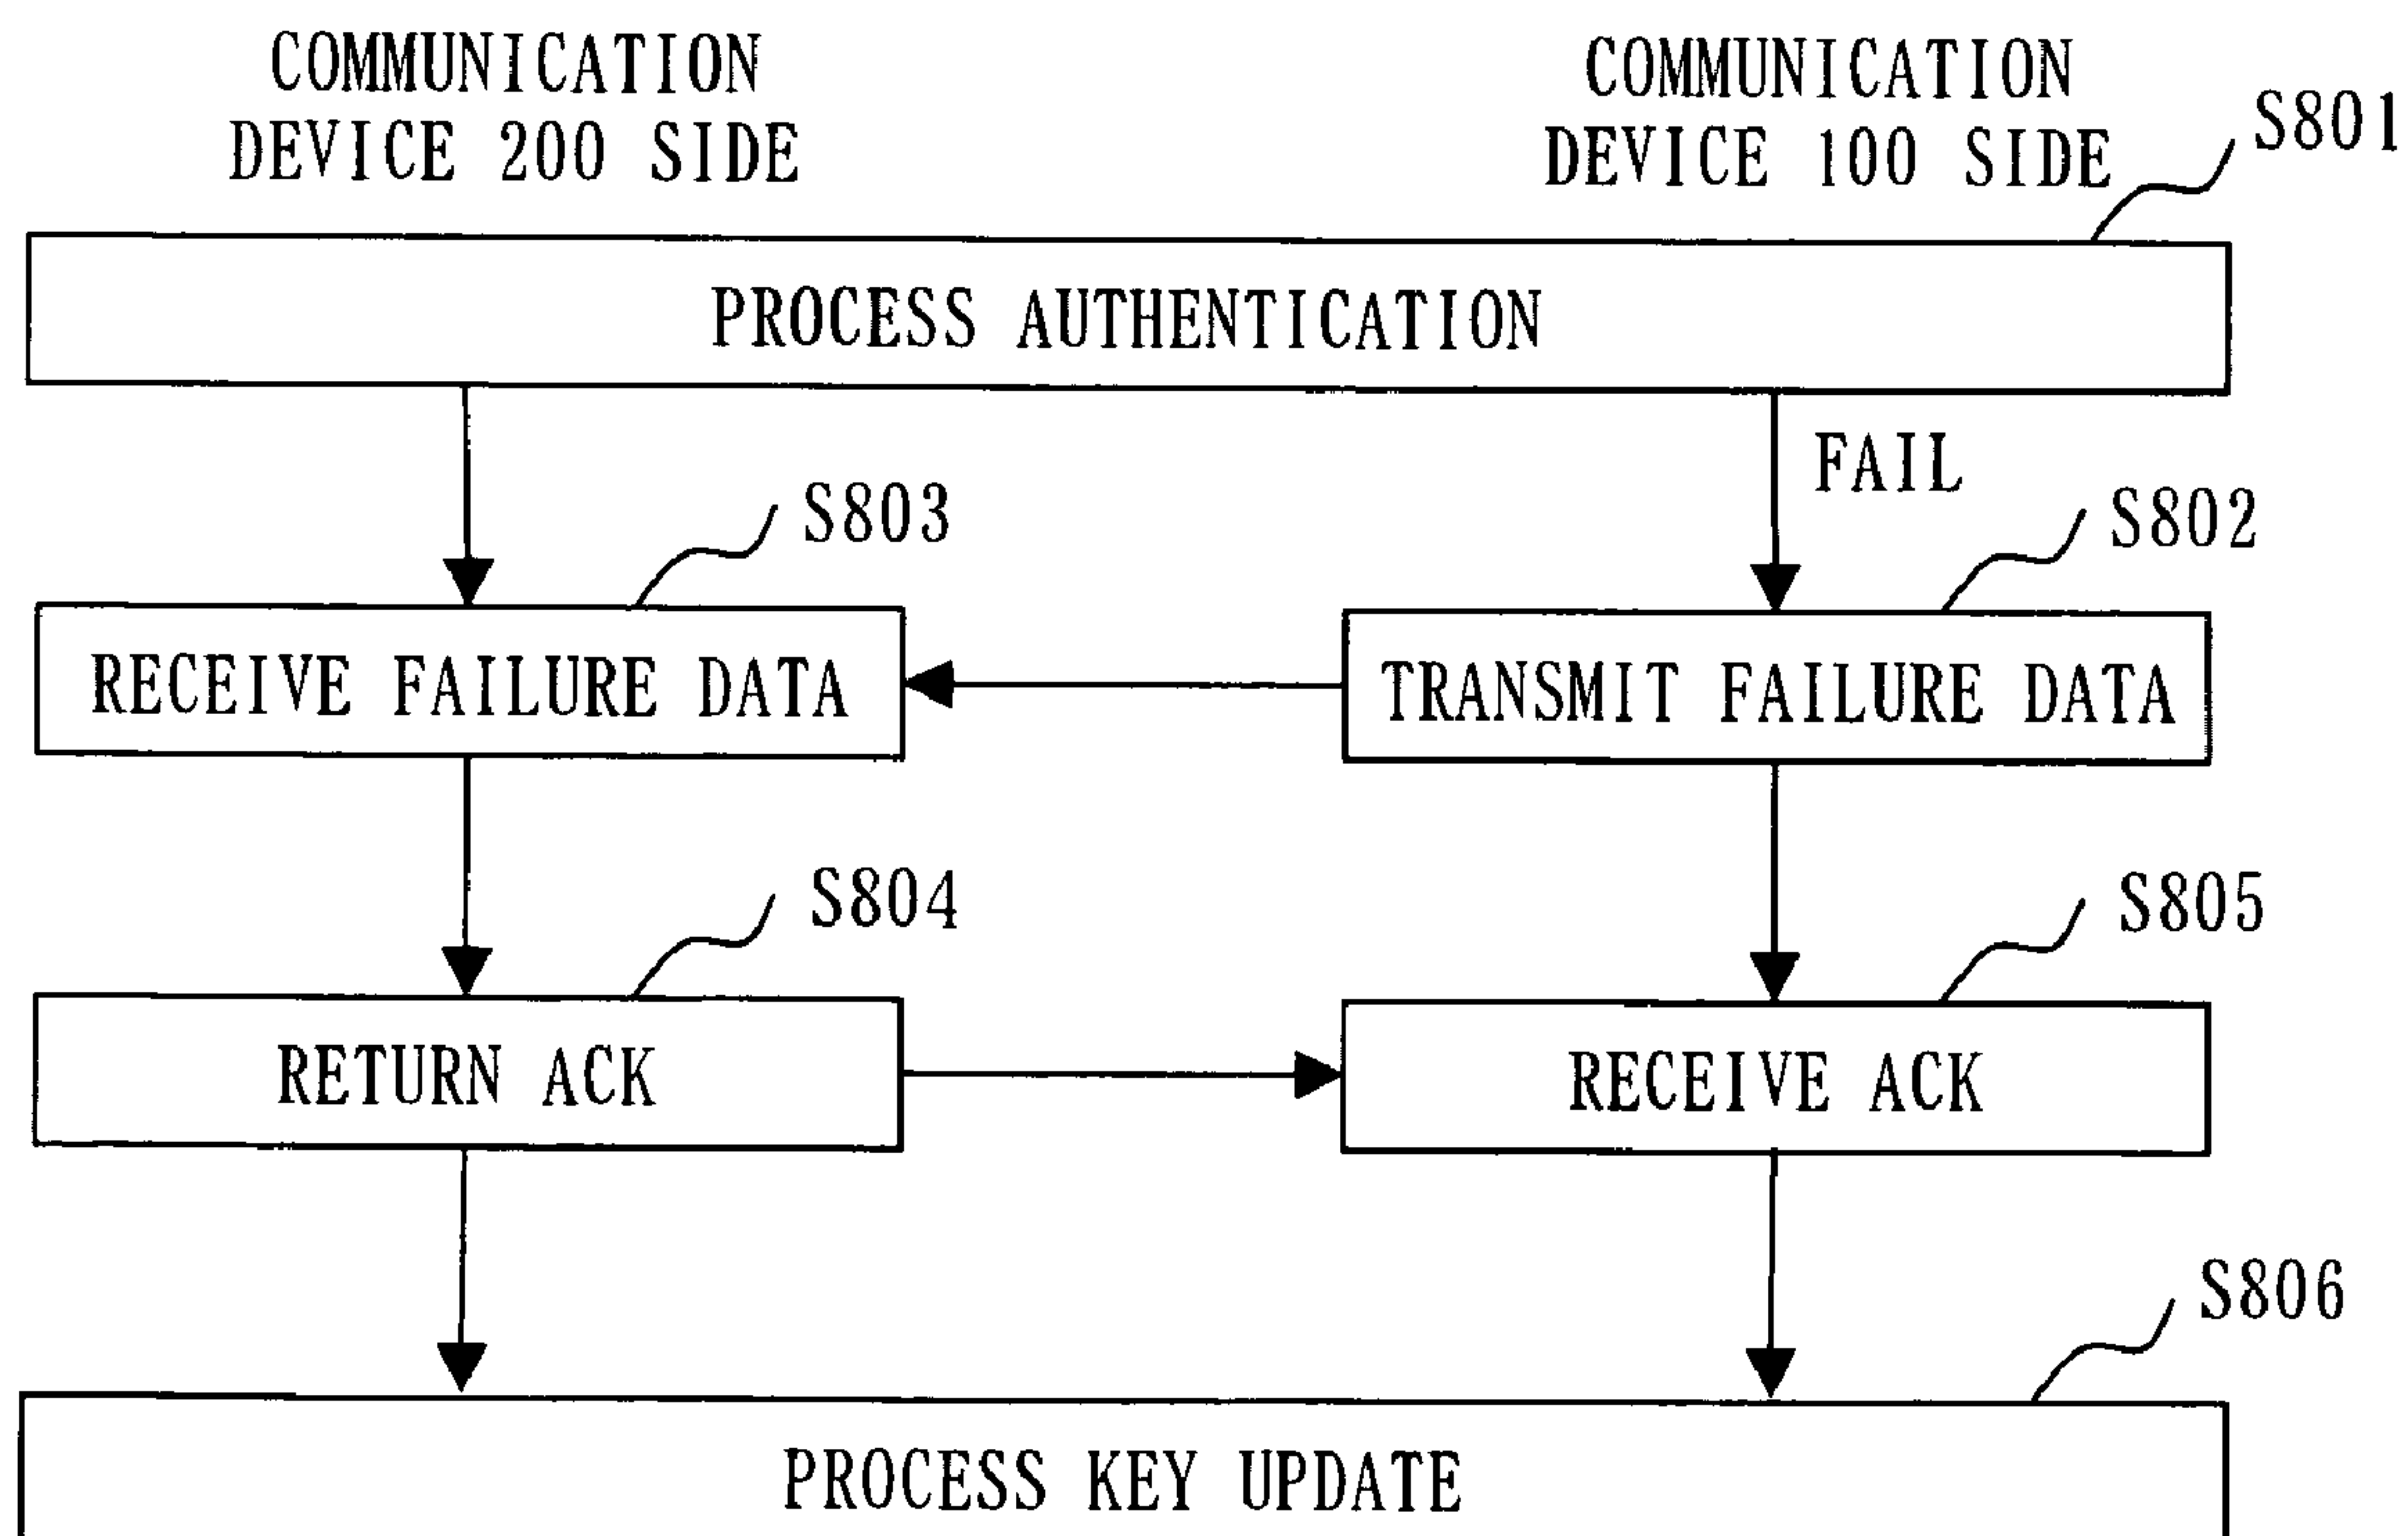 COMMUNICATION
DEVICE 200 SIDE
COMMUNICATION
DEVICE 100 SIDE
S801
PROCESS AUTHENTICATION
FAIL
S803
S802
RECEIVE FAILURE DATA
TRANSMIT FAILURE DATA
S804
S805
RETURN ACK
RECEIVE ACK
S806
PROCESS KEY UPDATE